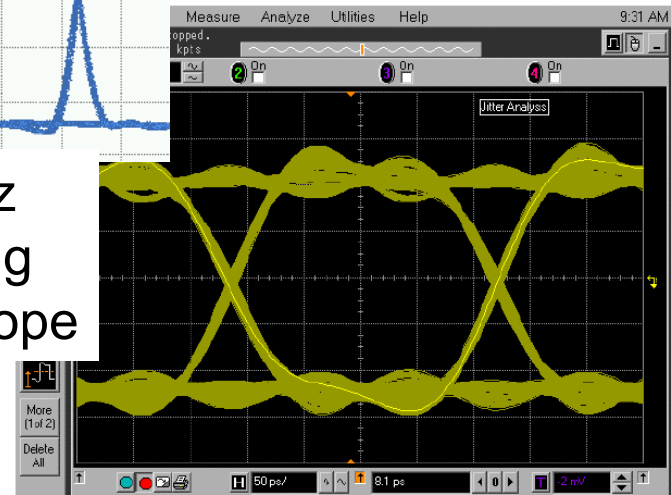 Measure Analyze Utilities Help 9:31 AM
opped.
kpts
2 On 3 On 4 On
Jitter Analysis
z
g
ope
More
(1 of 2)
Delete
All
H 50 ps/ 8.1 ps 0 T -2 mV